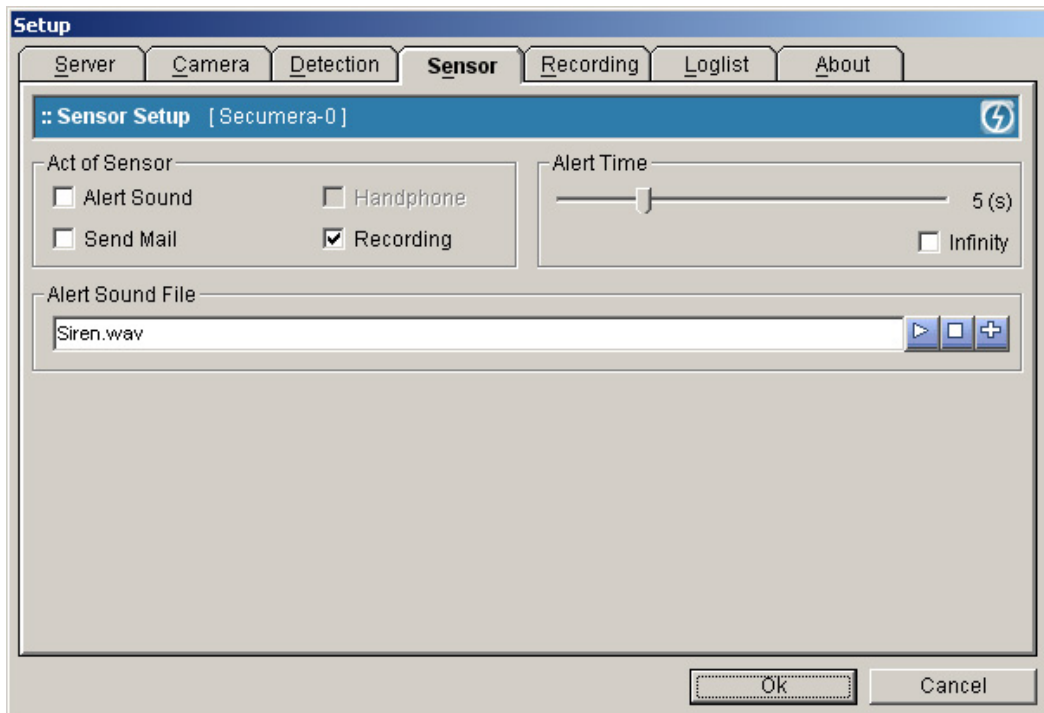 Setup
Server Camera Detection Sensor Recording Loglist About
:: Sensor Setup [ Secumera-0 ]
Act of Sensor
Alert Sound Handphone
Send Mail Recording
Alert Time
5 (s)
Infinity
Alert Sound File
Siren.wav
Ok Cancel